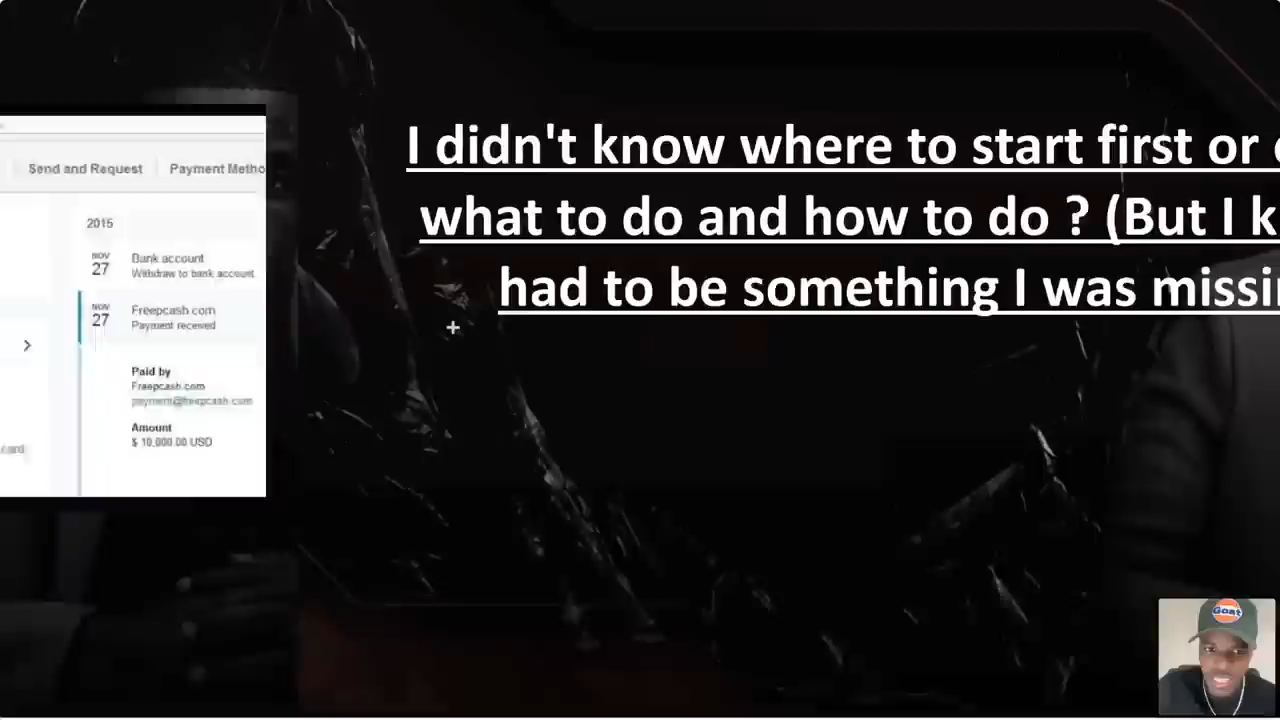 I didn't know where to start first or
what to do and how to do ? (But I k
had to be something I was missi
Send and Request
Payment Metho
2015
NOV
27
Bank account
Withdraw to bank account
NOV
27
Freepcash.com
Payment received
Paid by
Freepcash.com
payment@freepcash.com
Amount
$ 10,000.00 USD
card
Goat